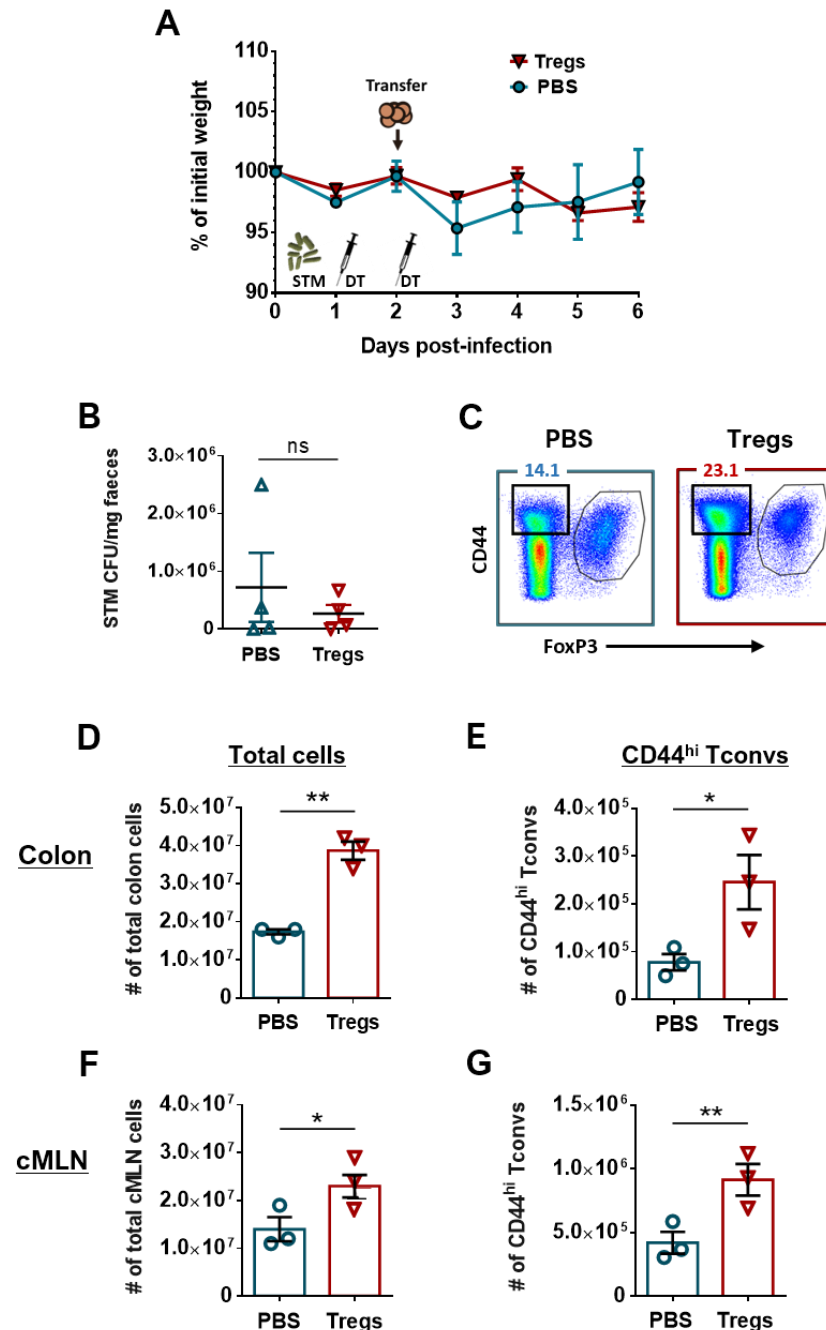 A
110
105
100
95
90
% of initial weight
Transfer
Tregs
PBS
STM
DT
DT
0 1 2 3 4 5 6
Days post-infection
B
3.0×10⁶
2.0×10⁶
1.0×10⁶
0
STM CFU/mg faeces
ns
PBS Tregs
C
PBS Tregs
14.1 23.1
CD44
FoxP3
D
Total cells
Colon
5.0×10⁷
4.0×10⁷
3.0×10⁷
2.0×10⁷
1.0×10⁷
0
# of total colon cells
**
PBS Tregs
E
CD44ʰⁱ Tconvs
4.0×10⁵
3.0×10⁵
2.0×10⁵
1.0×10⁵
0
# of CD44ʰⁱ Tconvs
*
PBS Tregs
F
cMLN
4.0×10⁷
3.0×10⁷
2.0×10⁷
1.0×10⁷
0
# of total cMLN cells
*
PBS Tregs
G
1.5×10⁶
1.0×10⁶
5.0×10⁵
0
# of CD44ʰⁱ Tconvs
**
PBS Tregs